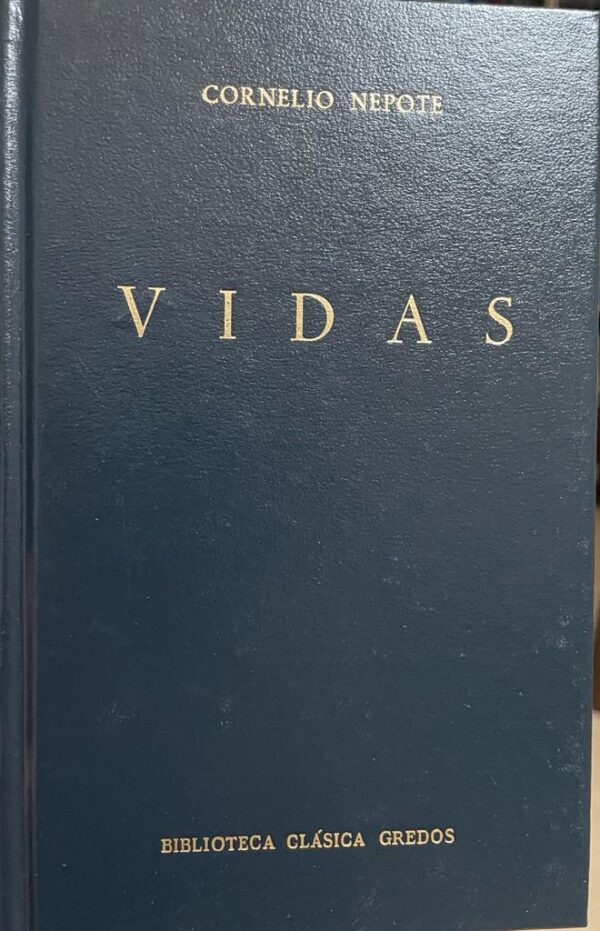 CORNELIO NEPOTE
VIDAS
BIBLIOTECA CLÁSICA GREDOS